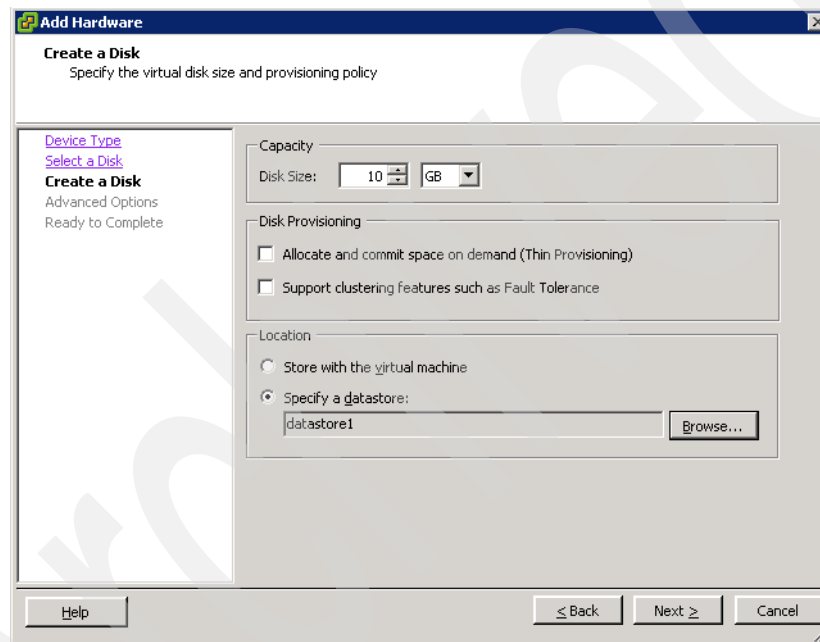 Add Hardware
Create a Disk
Specify the virtual disk size and provisioning policy
Device Type
Select a Disk
Create a Disk
Advanced Options
Ready to Complete
Capacity
Disk Size: 10 GB
Disk Provisioning
Allocate and commit space on demand (Thin Provisioning)
Support clustering features such as Fault Tolerance
Location
Store with the virtual machine
Specify a datastore:
datastore1
Browse...
Help
< Back
Next >
Cancel